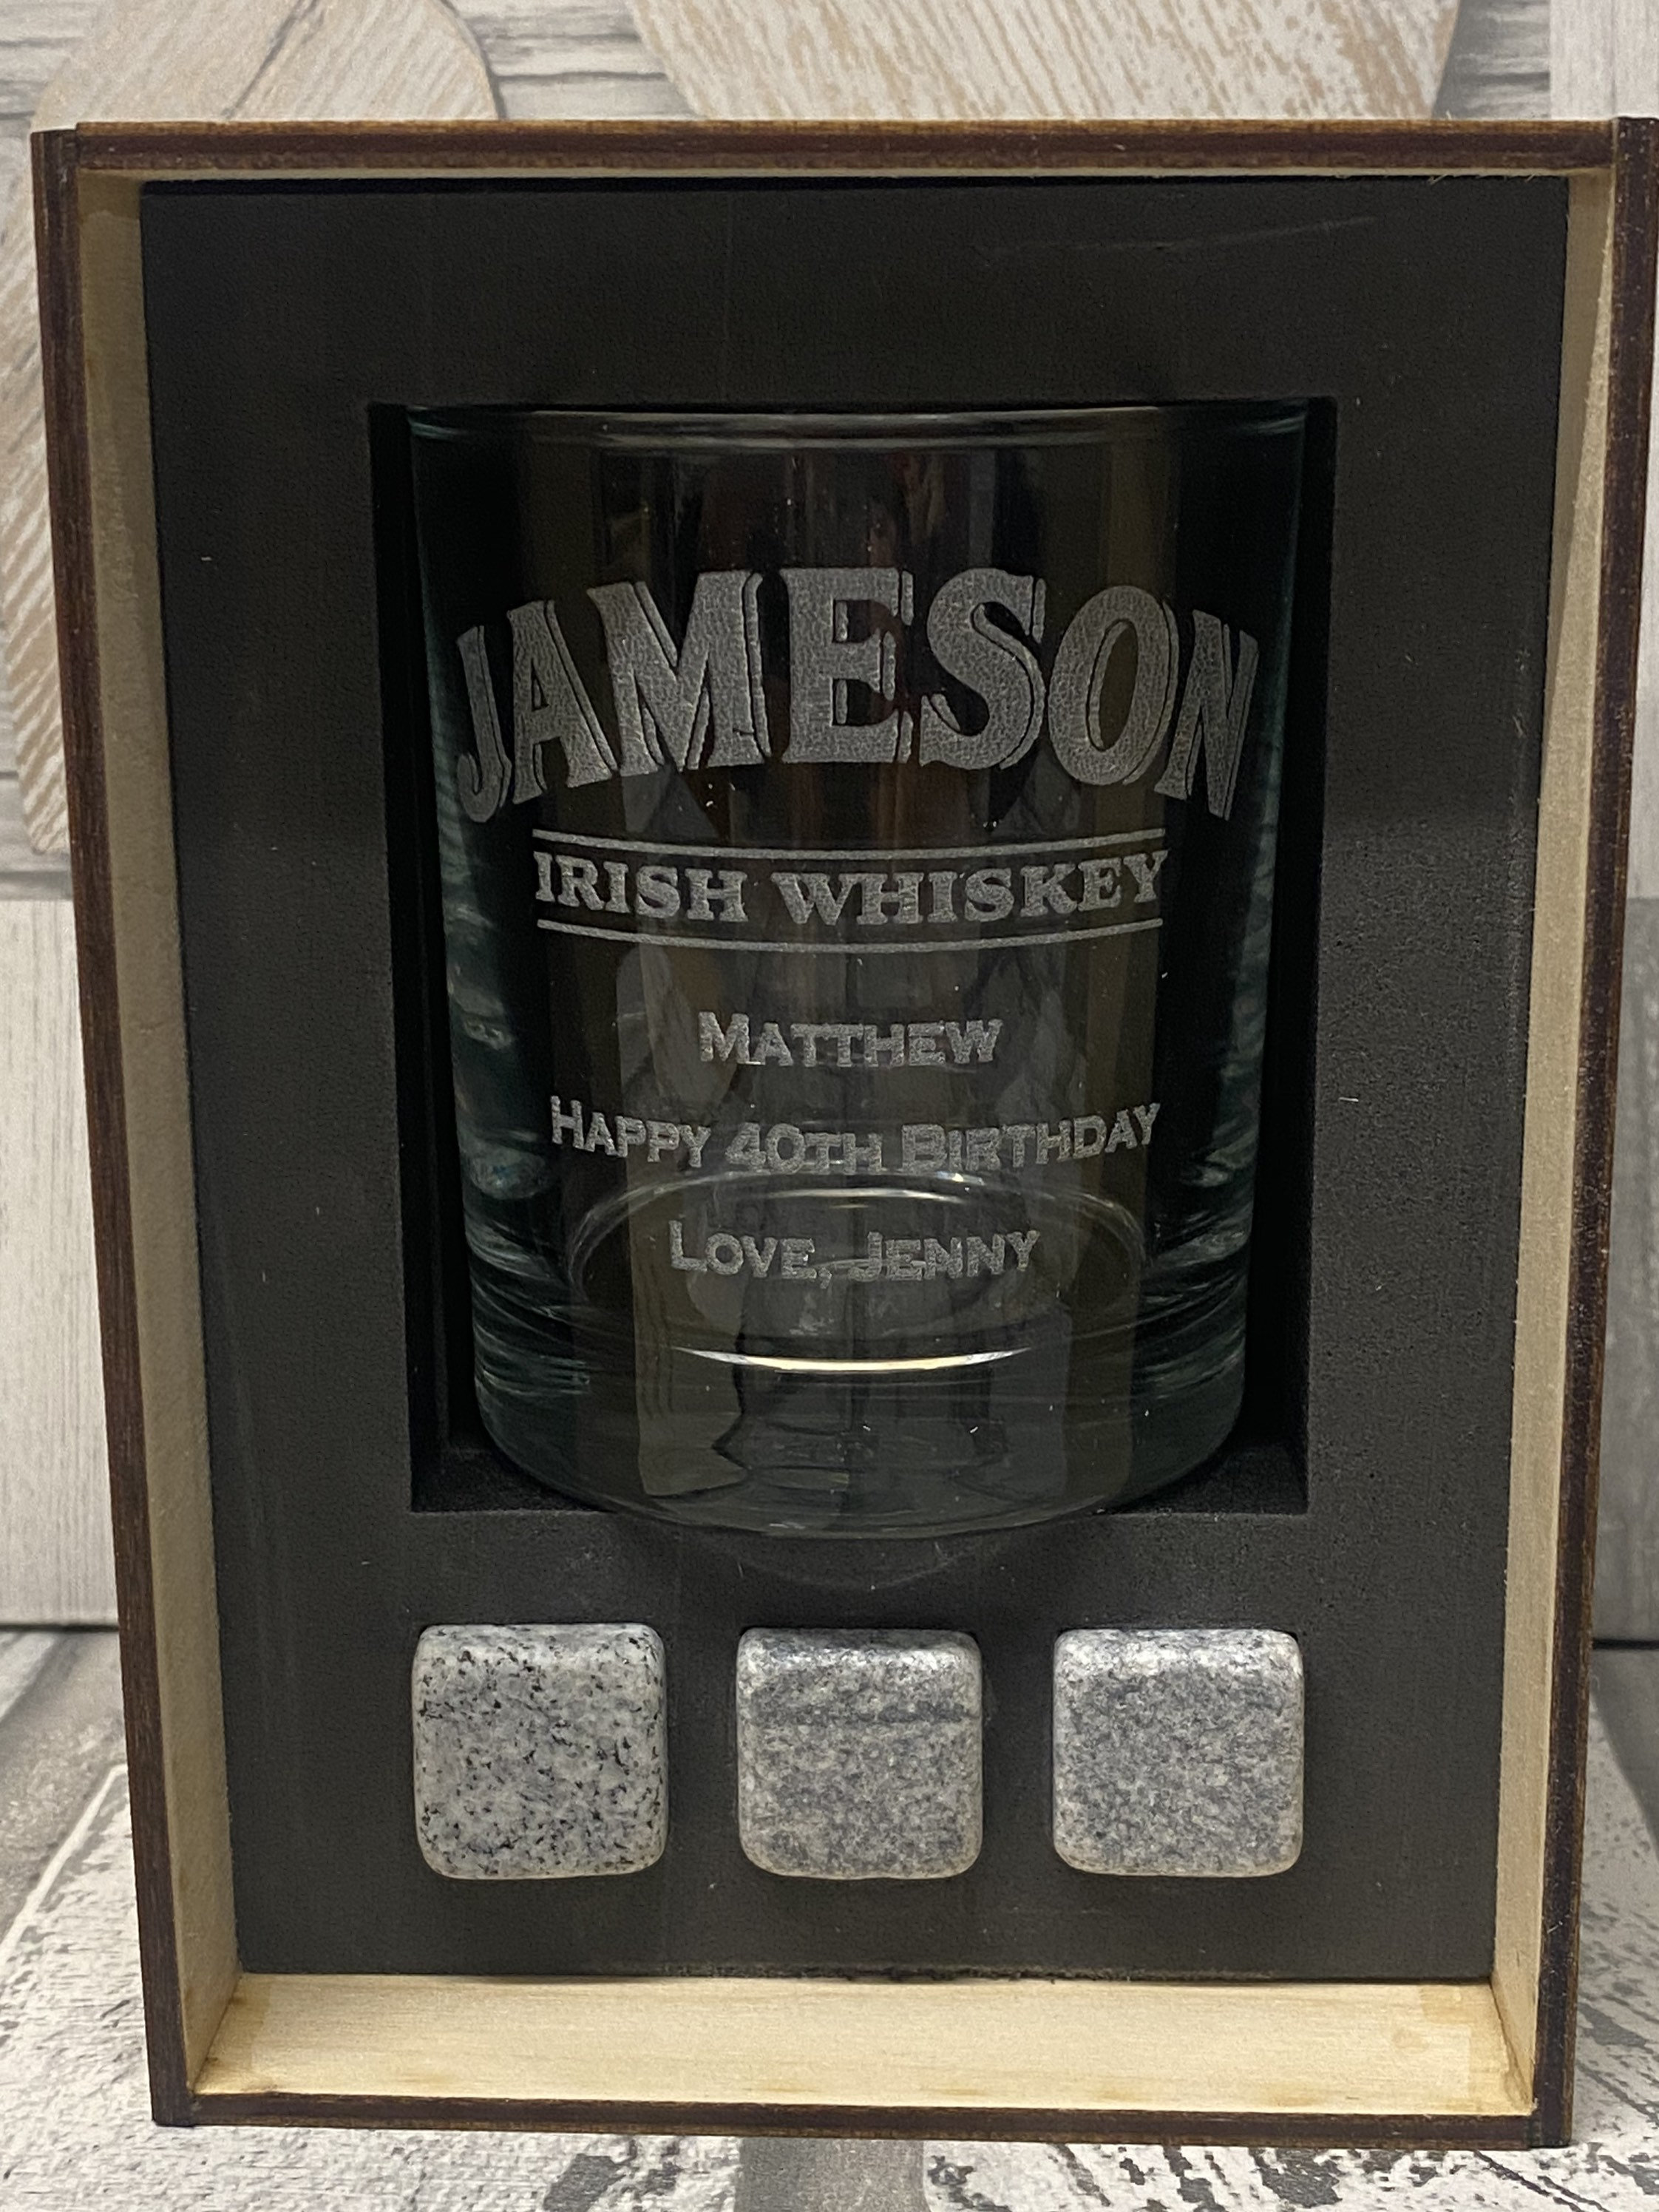 JAMESON
IRISH WHISKEY
MATTHEW
HAPPY 40TH BIRTHDAY
LOVE, JENNY